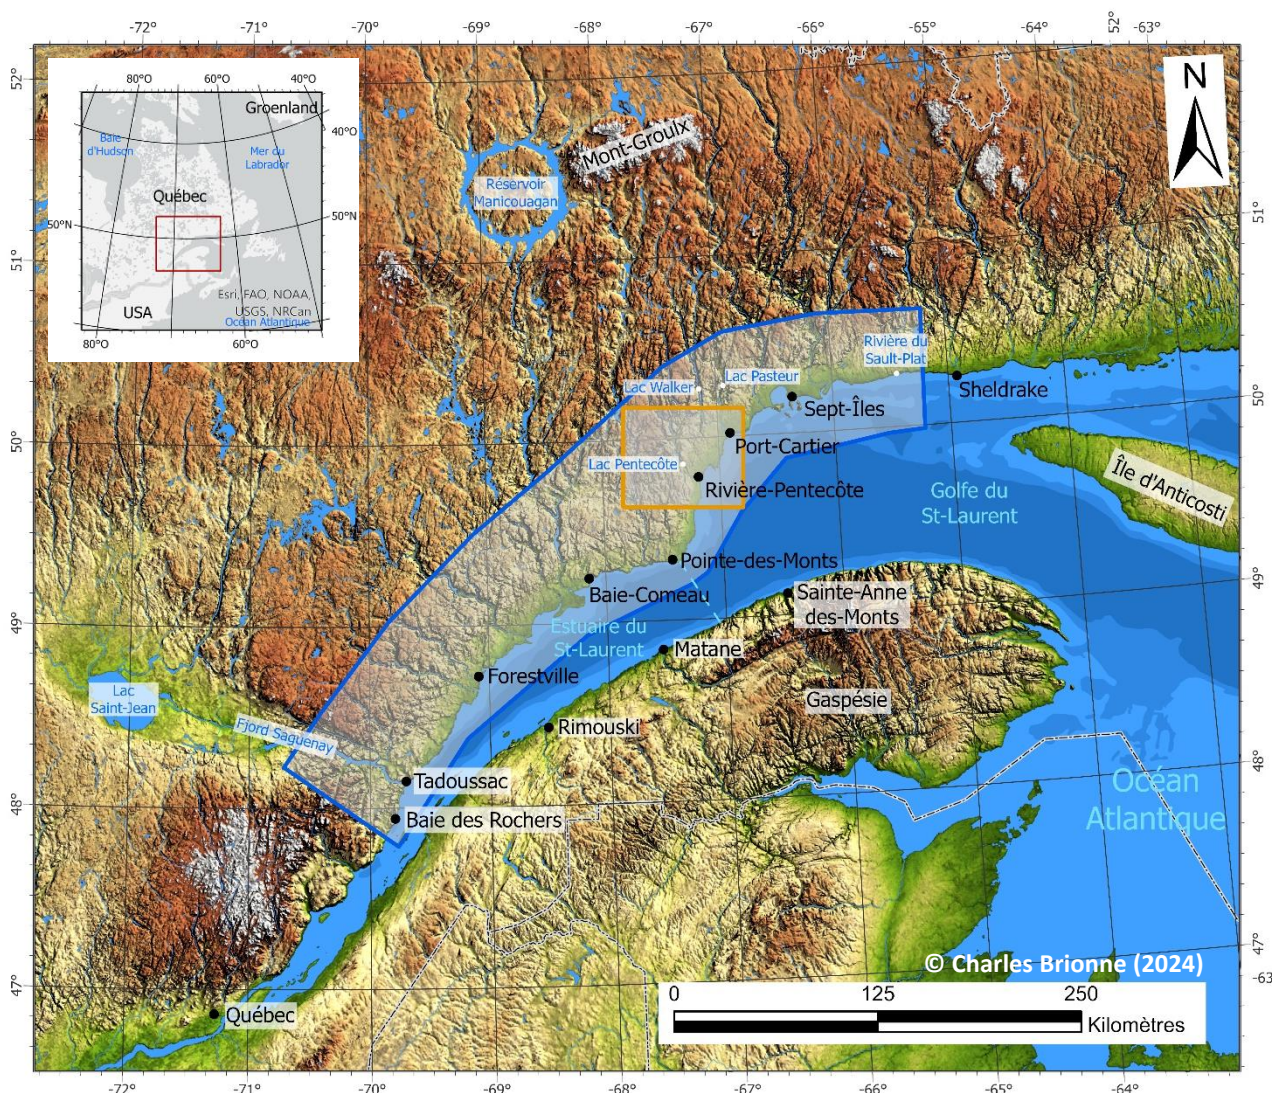 -72°
-71°
-70°
-69°
-68°
-67°
-66°
-65°
-64°
52°
-63°
52°
80°O
60°O
40°O
Groenland
40°O
Baie
d'Hudson
Mer du
Labrador
Québec
50°N
50°N
USA
Esri, FAO, NOAA,
USGS, NRCan
Océan Atlantique
80°O
60°O
N
Mont-Groulx
Réservoir
Manicouagan
51°
51°
Rivière du
Sault-Plat
Lac Walker
Lac Pasteur
Sheldrake
50°
Sept-Îles
50°
Port-Cartier
Lac Pentecôte
Rivière-Pentecôte
Île d'Anticosti
Golfe du
St-Laurent
Pointe-des-Monts
49°
Baie-Comeau
Sainte-Anne
des-Monts
49°
Estuaire du
St-Laurent
Matane
Forestville
Lac
Saint-Jean
Gaspésie
Fjord Saguenay
Rimouski
48°
Tadoussac
Océan
Atlantique
48°
Baie des Rochers
47°
© Charles Brionne (2024)
47°
-63
0
125
250
Kilomètres
Québec
-72°
-71°
-70°
-69°
-68°
-67°
-66°
-65°
-64°